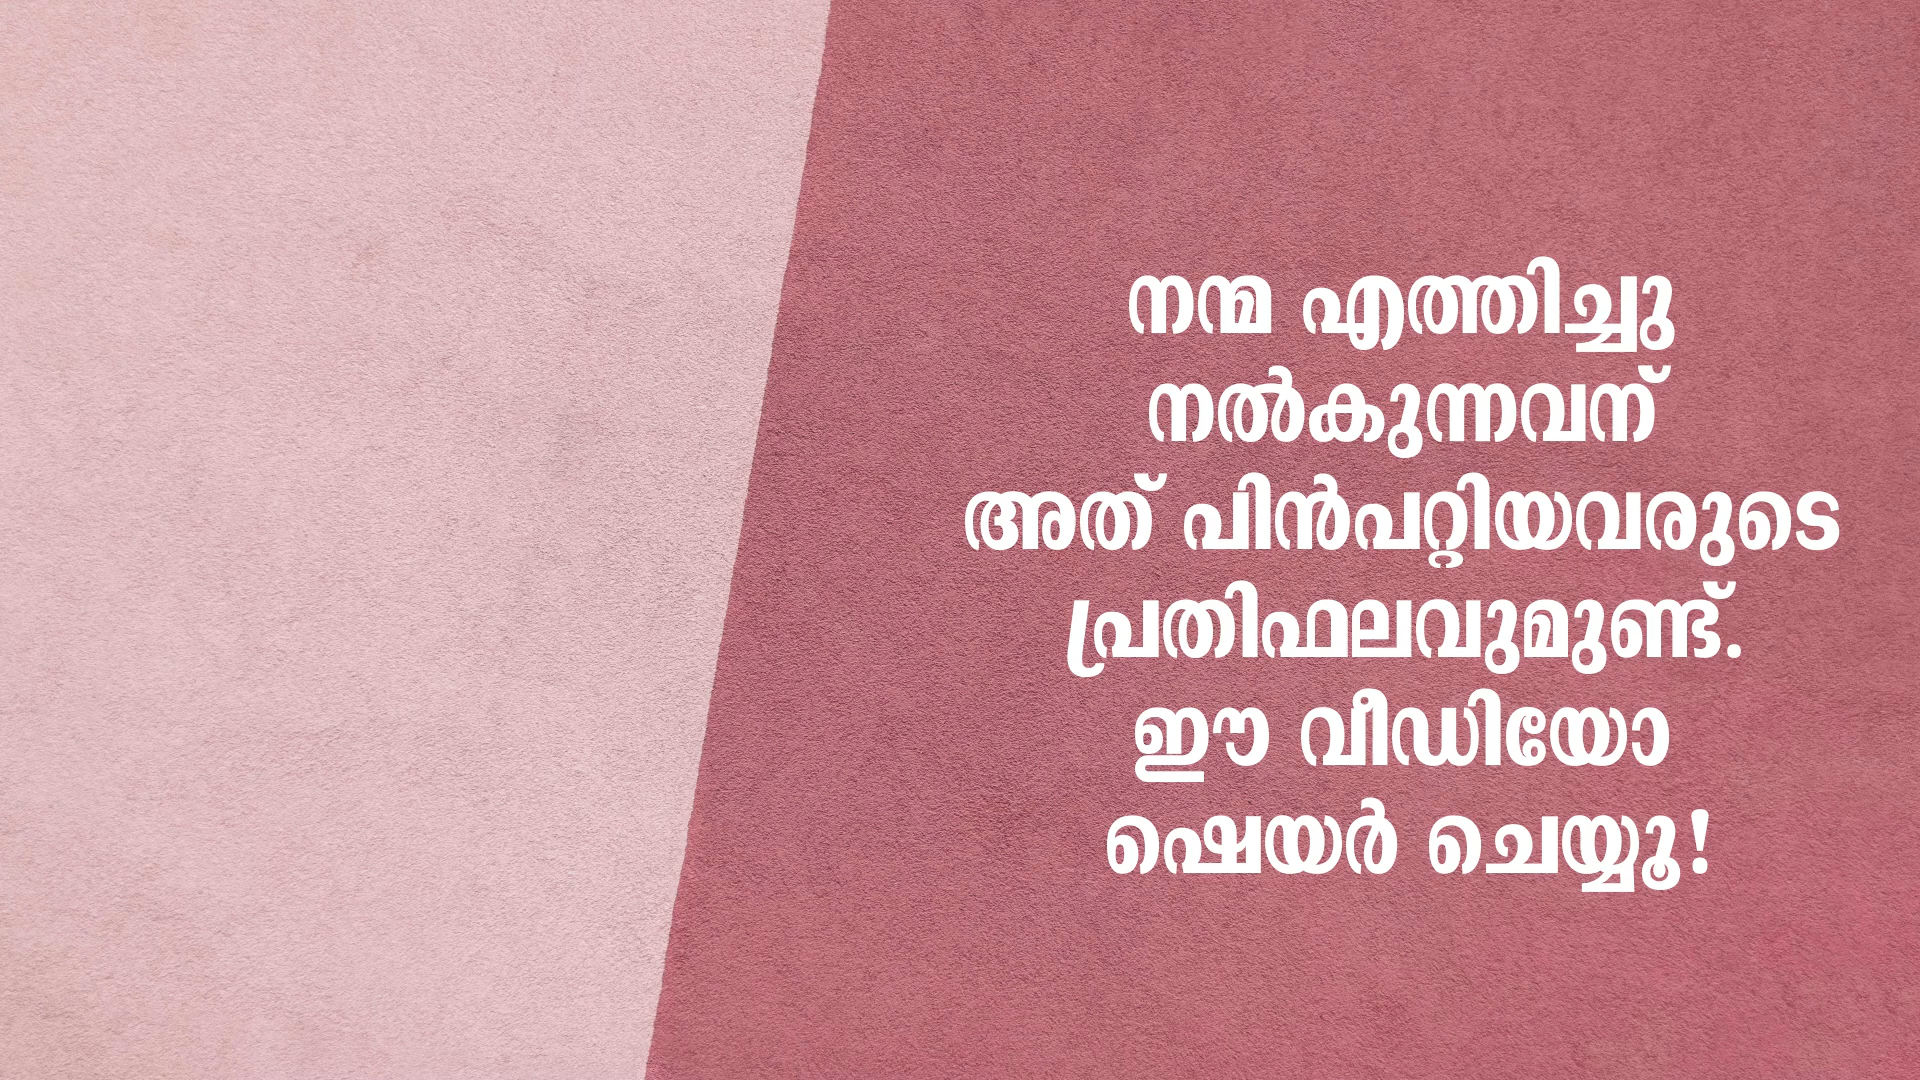 നന്മ എത്തിച്ചു
നൽകുന്നവന്
അത് പിൻപറ്റിയവരുടെ
പ്രതിഫലവുമുണ്ട്.
ഈ വീഡിയോ
ഷെയർ ചെയ്യൂ!